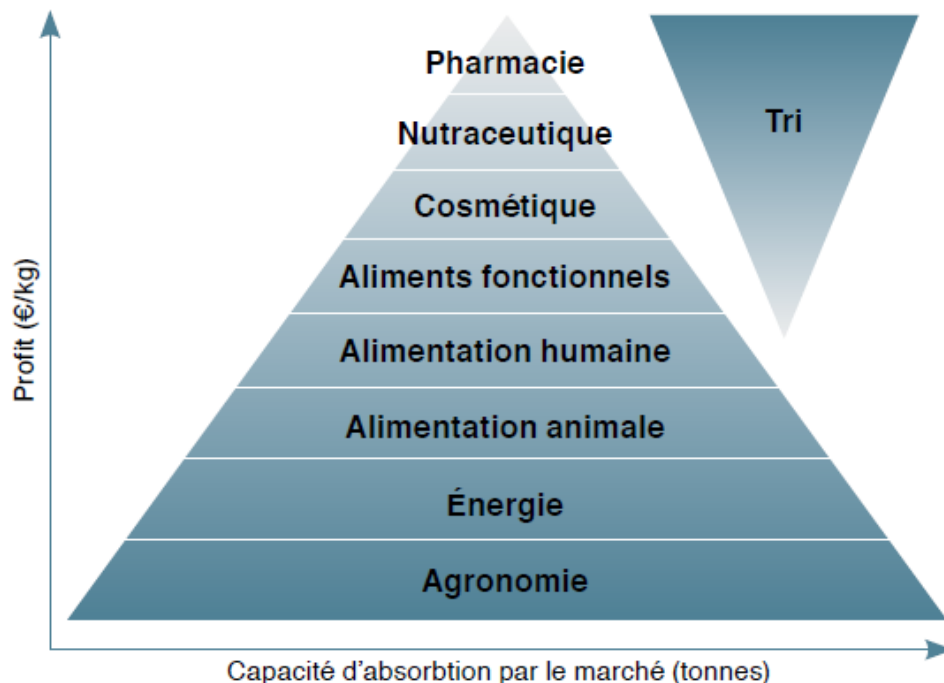 Pharmacie
Tri
Nutraceutique
Cosmétique
Aliments fonctionnels
Alimentation humaine
Alimentation animale
Énergie
Agronomie
Profit (€/kg)
Capacité d'absorbtion par le marché (tonnes)